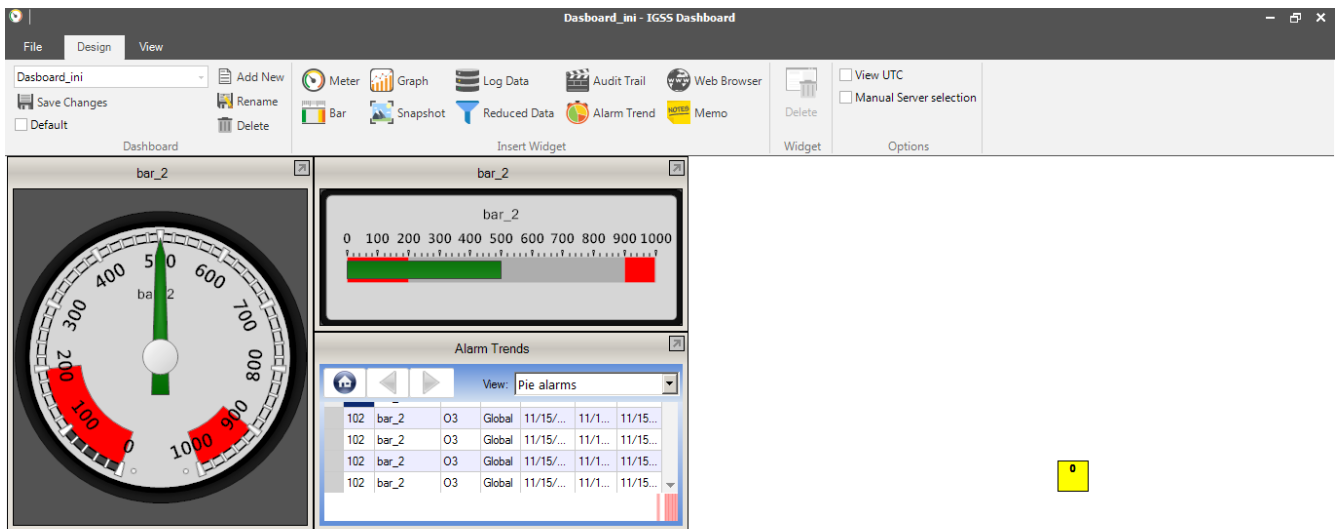 Dasboard_ini - IGSS Dashboard
File Design View
Dasboard_ini Add New
Save Changes Rename
Default Delete
Dashboard
Meter Graph Log Data Audit Trail Web Browser
Bar Snapshot Reduced Data Alarm Trend Memo
Insert Widget
Delete
Widget
View UTC
Manual Server selection
Options
bar_2
0 100 200 300 400 500 600 700 800 900 1000
bar_2
bar_2
0 100 200 300 400 500 600 700 800 900 1000
Alarm Trends
View: Pie alarms
102 bar_2 O3 Global 11/15/... 11/1... 11/15...
102 bar_2 O3 Global 11/15/... 11/1... 11/15...
102 bar_2 O3 Global 11/15/... 11/1... 11/15...
102 bar_2 O3 Global 11/15/... 11/1... 11/15...
0